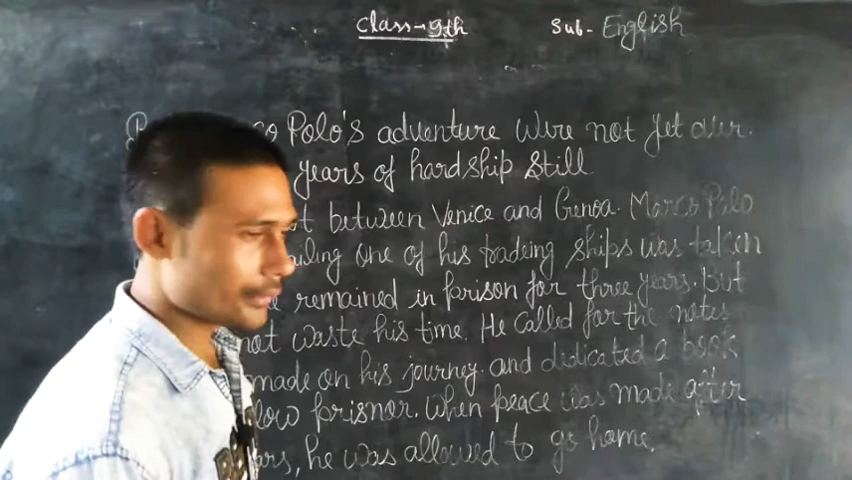 Class - 9th Sub- English
Polo's adventure were not yet over.
years of hardship still
between Venice and Genoa. Marco Polo
one of his tradeing ships was taken
remained in prison for three years. But
not waste his time. He called for the notes
made on his journey. and didicated a book
prisner. When peace was made after
he was allowed to go home.